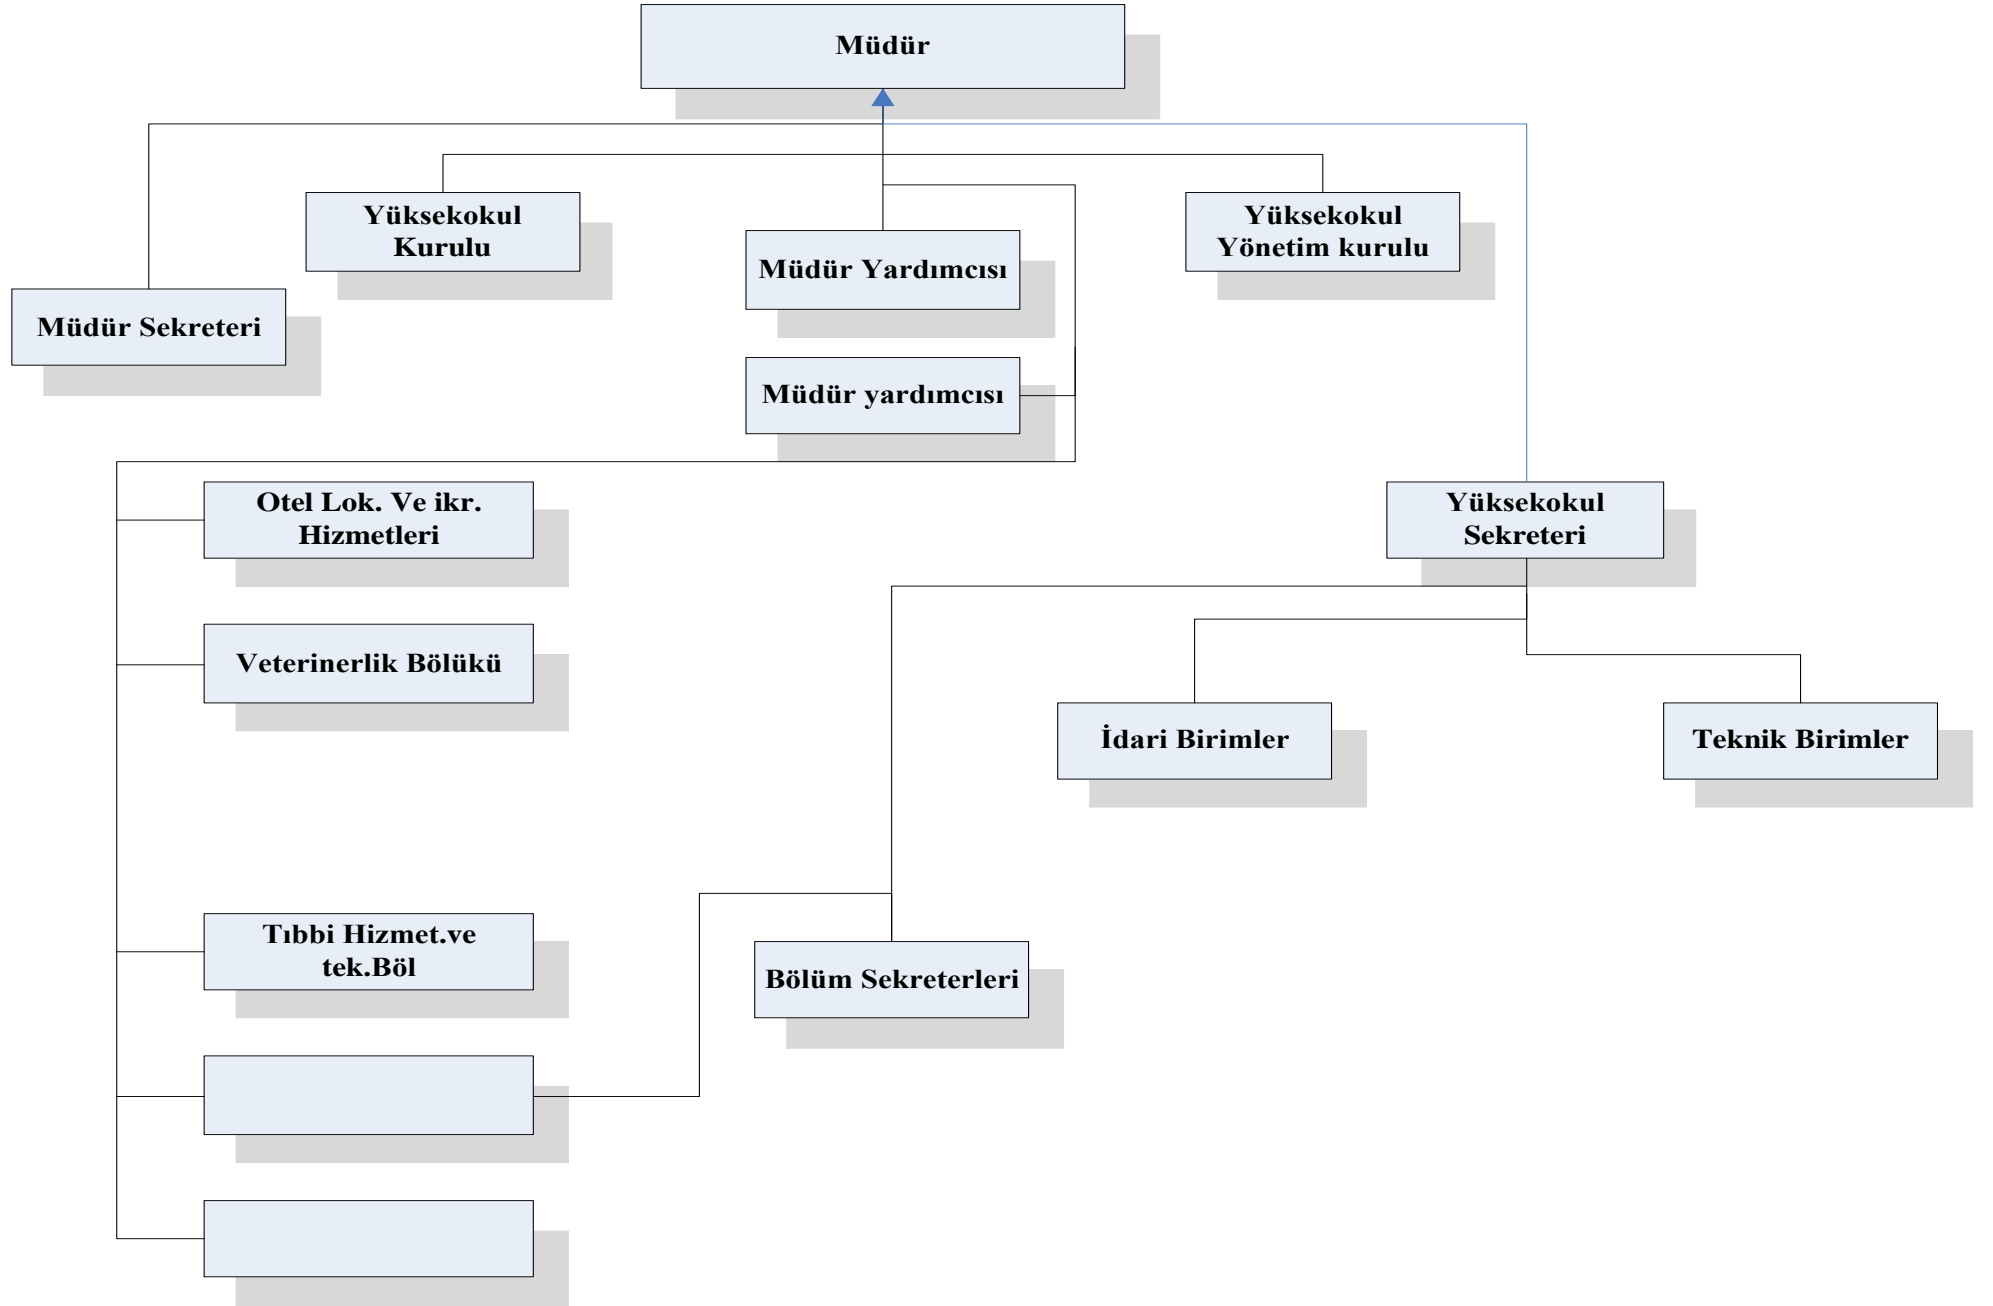 Müdür
Yüksekokul
Kurulu
Yüksekokul
Yönetim kurulu
Müdür Yardımcısı
Müdür Sekreteri
Müdür yardımcısı
Otel Lok. Ve ikr.
Hizmetleri
Yüksekokul
Sekreteri
Veterinerlik Bölükü
İdari Birimler
Teknik Birimler
Tıbbi Hizmet.ve
tek.Böl
Bölüm Sekreterleri